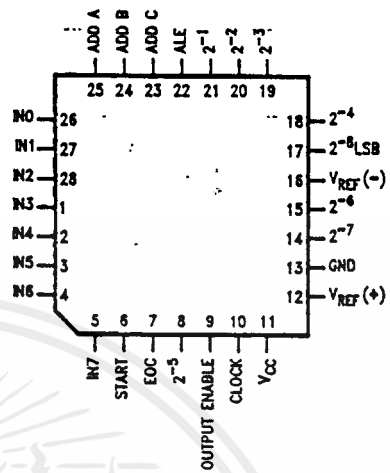 ADD A
ADD B
ADD C
ALE
2⁻¹
2⁻²
2⁻³
25 24 23 22 21 20 19
IN0 26
IN1 27
IN2 28
IN3 1
IN4 2
IN5 3
IN6 4
18 2⁻⁴
17 2⁻⁸LSB
16 VREF(−)
15 2⁻⁶
14 2⁻⁷
13 GND
12 VREF(+)
5 6 7 8 9 10 11
IN7
START
EOC
2⁻⁵
OUTPUT ENABLE
CLOCK
VCC